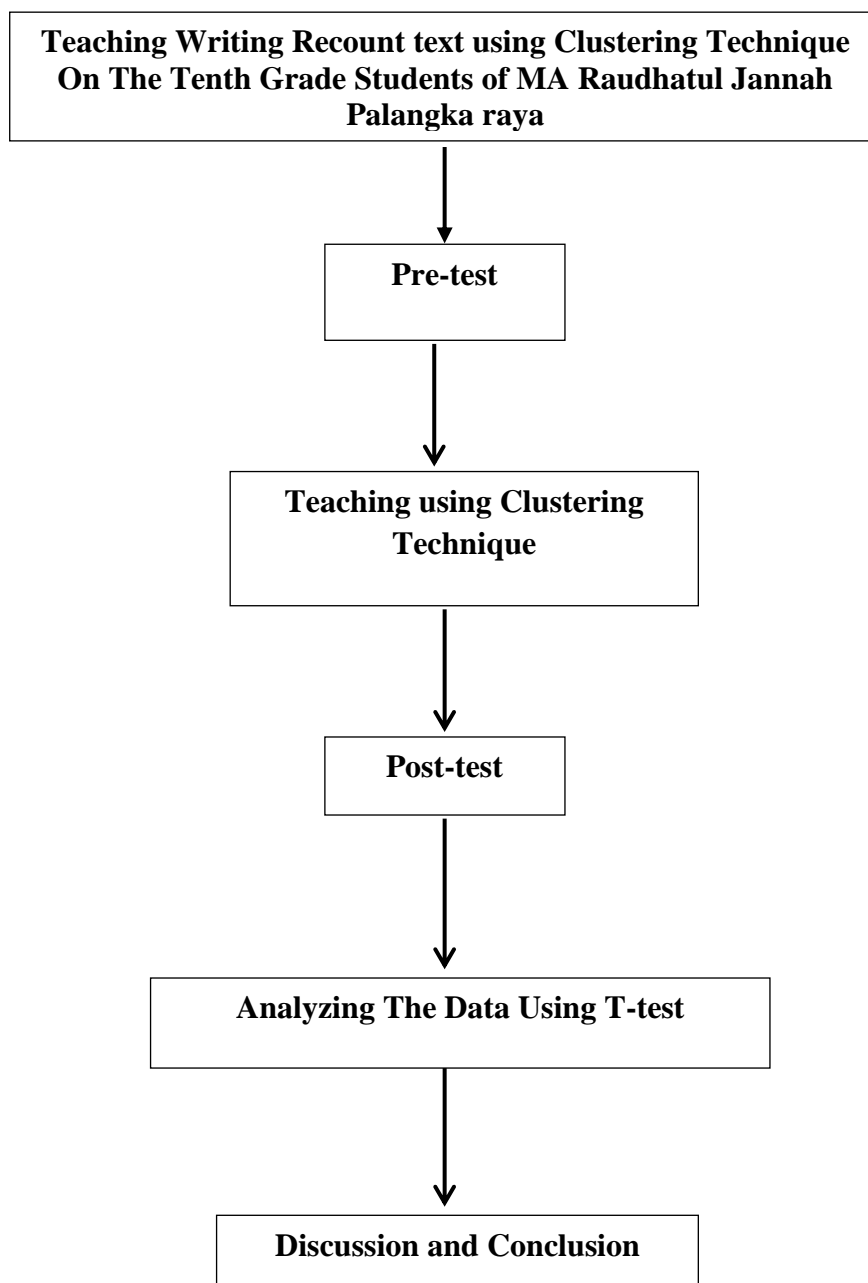 Teaching Writing Recount text using Clustering Technique
On The Tenth Grade Students of MA Raudhatul Jannah
Palangka raya
Pre-test
Teaching using Clustering
Technique
Post-test
Analyzing The Data Using T-test
Discussion and Conclusion